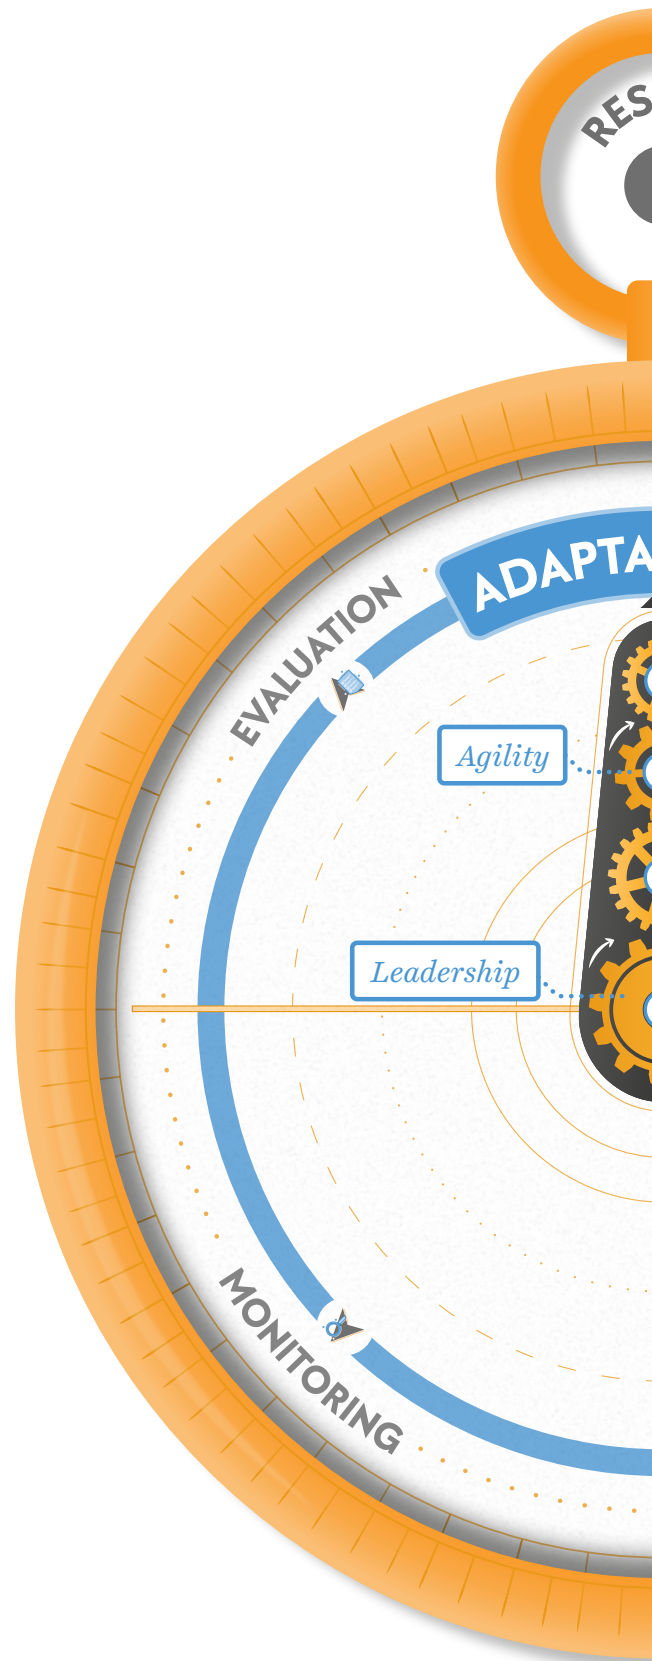 RES
ADAPTA
EVALUATION
Agility
Leadership
MONITORING